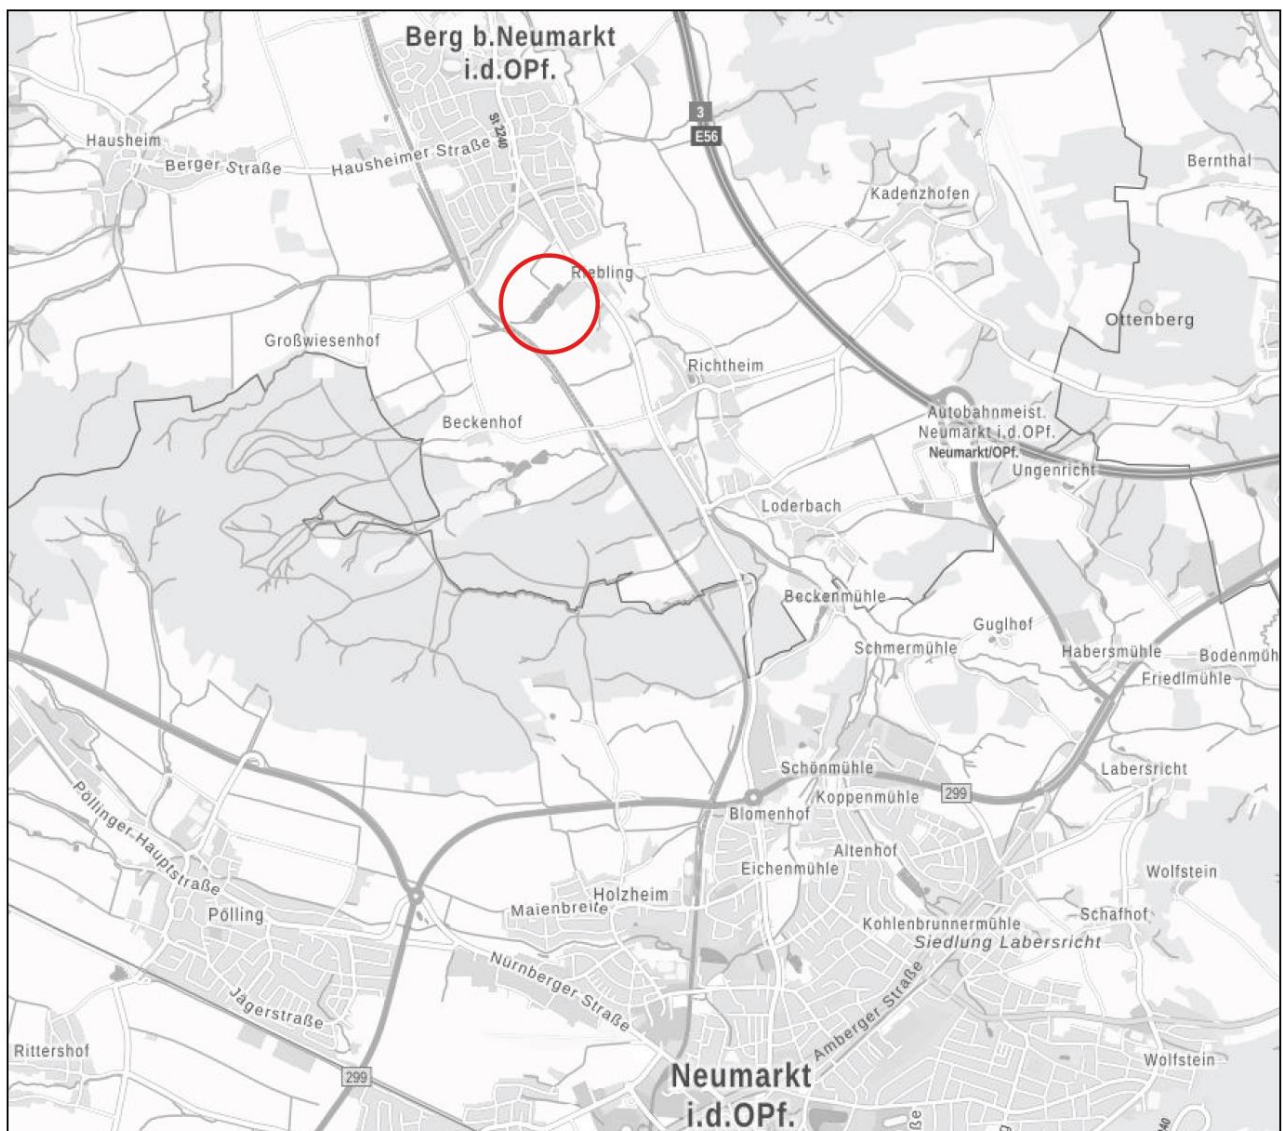 Berg b.Neumarkt
i.d.OPf.
3
E56
St 2240
Hausheim
Berger Straße
Hausheimer Straße
Bernthal
Kadenzhofen
Riebling
Ottenberg
Großwiesenhof
Richtheim
Beckenhof
Autobahnmeist.
Neumarkt i.d.OPf.
Neumarkt/OPf.
Ungenricht
Loderbach
Beckenmühle
Guglhof
Schmermühle
Habersmühle
Bodenmüh
Friedlmühle
Schönmühle
Labersricht
Koppenmühle
299
Blomenhof
Pöllinger-Hauptstraße
Altenhof
Eichenmühle
Wolfstein
Holzheim
Maienbreite
Pölling
Kohlenbrunnermühle
Schafhof
Siedlung Labersricht
Nürnberger Straße
Jägerstraße
Amberger Straße
Rittershof
Wolfstein
299
Neumarkt
i.d.OPf.